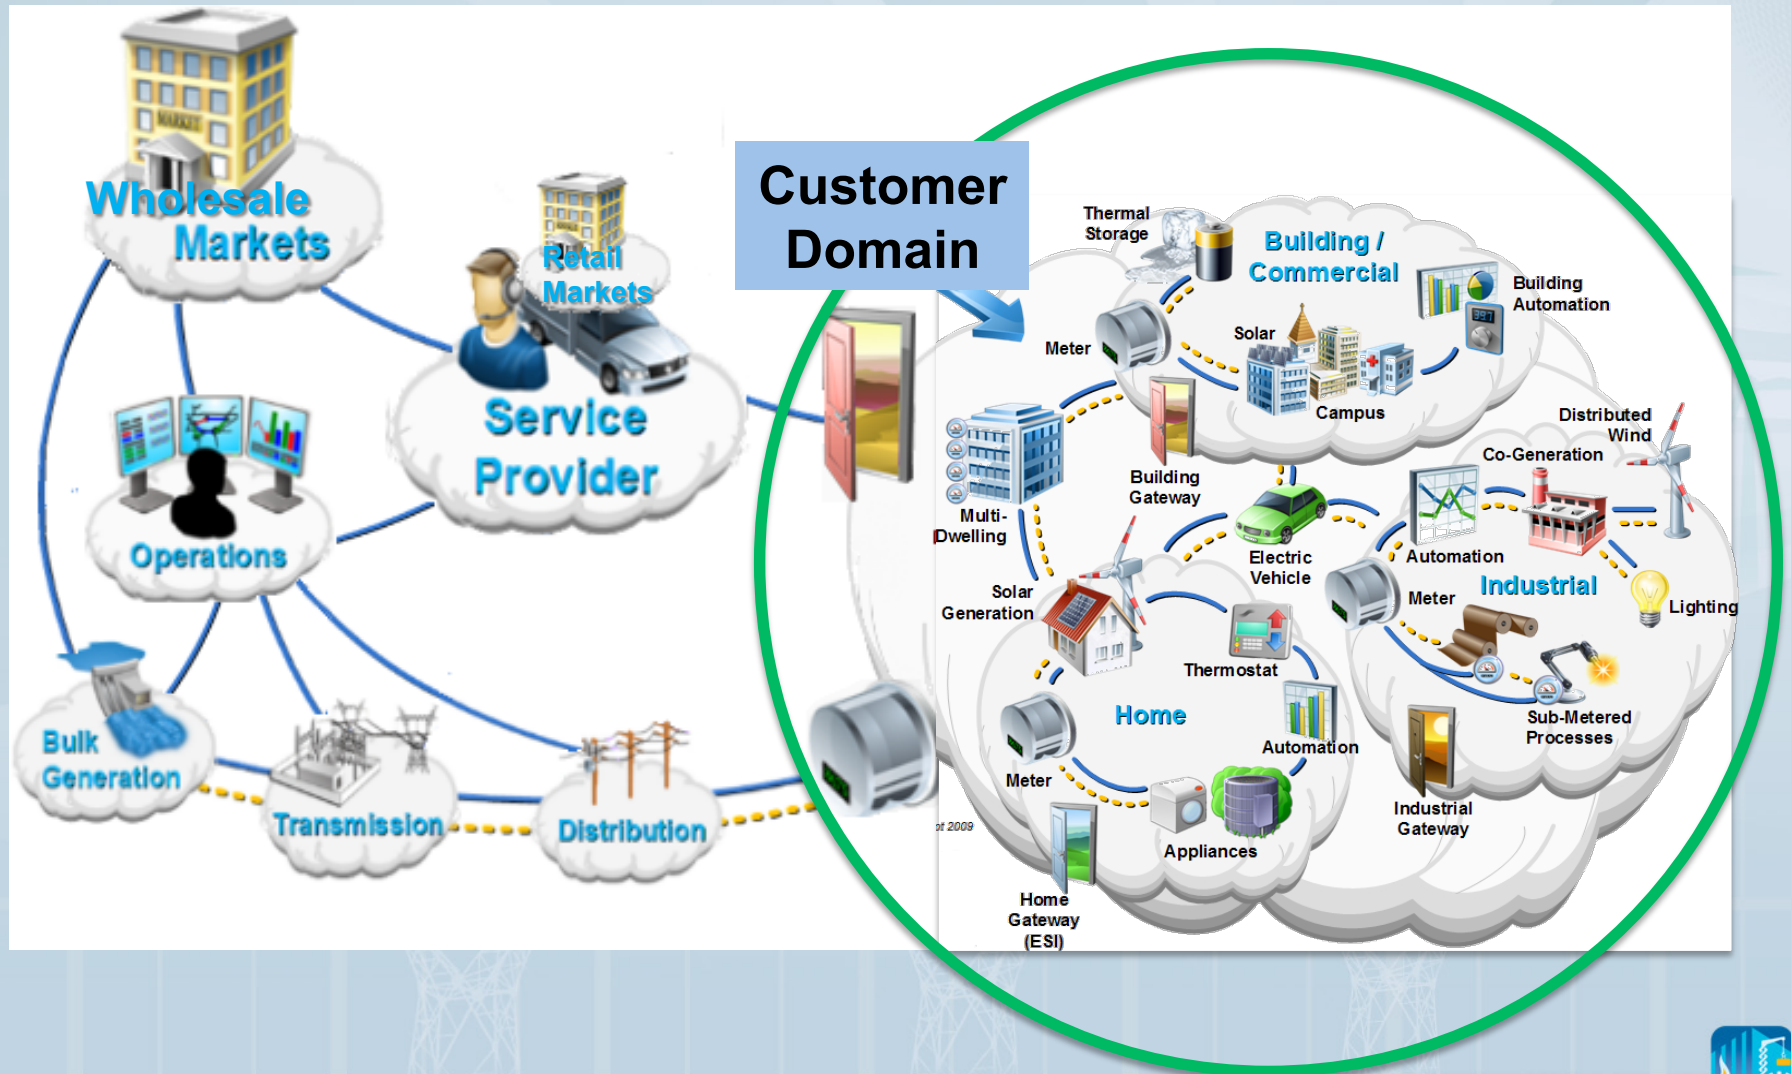 MARKET
Wholesale
Markets
Retail
Markets
Service
Provider
Operations
Bulk
Generation
Transmission
Distribution
Customer
Domain
Thermal
Storage
Building /
Commercial
Building
Automation
Meter
Solar
Campus
Building
Gateway
Multi-
Dwelling
Distributed
Wind
Co-Generation
Electric
Vehicle
Automation
Industrial
Meter
Lighting
Solar
Generation
Thermostat
Sub-Metered
Processes
Home
Automation
Meter
Industrial
Gateway
2009
Appliances
Home
Gateway
(ESI)